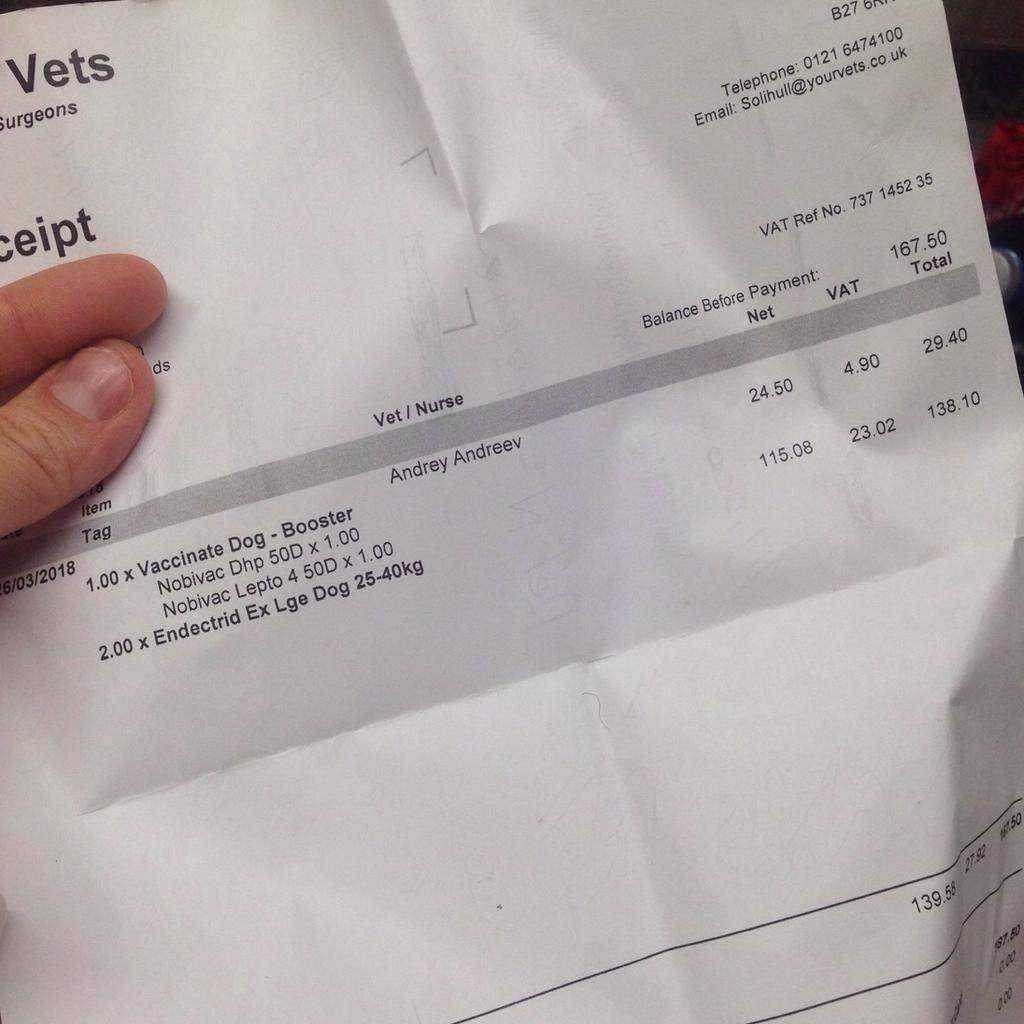 Vets
Surgeons
B27
Telephone: 0121 6474100
Email: Solihull@yourvets.co.uk
ceipt
VAT Ref No. 737 1452 35
Balance Before Payment: 167.50
ds
Vet / Nurse Net VAT Total
Item
Tag
6/03/2018 Andrey Andreev
1.00 x Vaccinate Dog - Booster 24.50 4.90 29.40
Nobivac Dhp 50D x 1.00
Nobivac Lepto 4 50D x 1.00
2.00 x Endectrid Ex Lge Dog 25-40kg 115.08 23.02 138.10
139.58 27.92 167.50
167.50
0.00
0.00